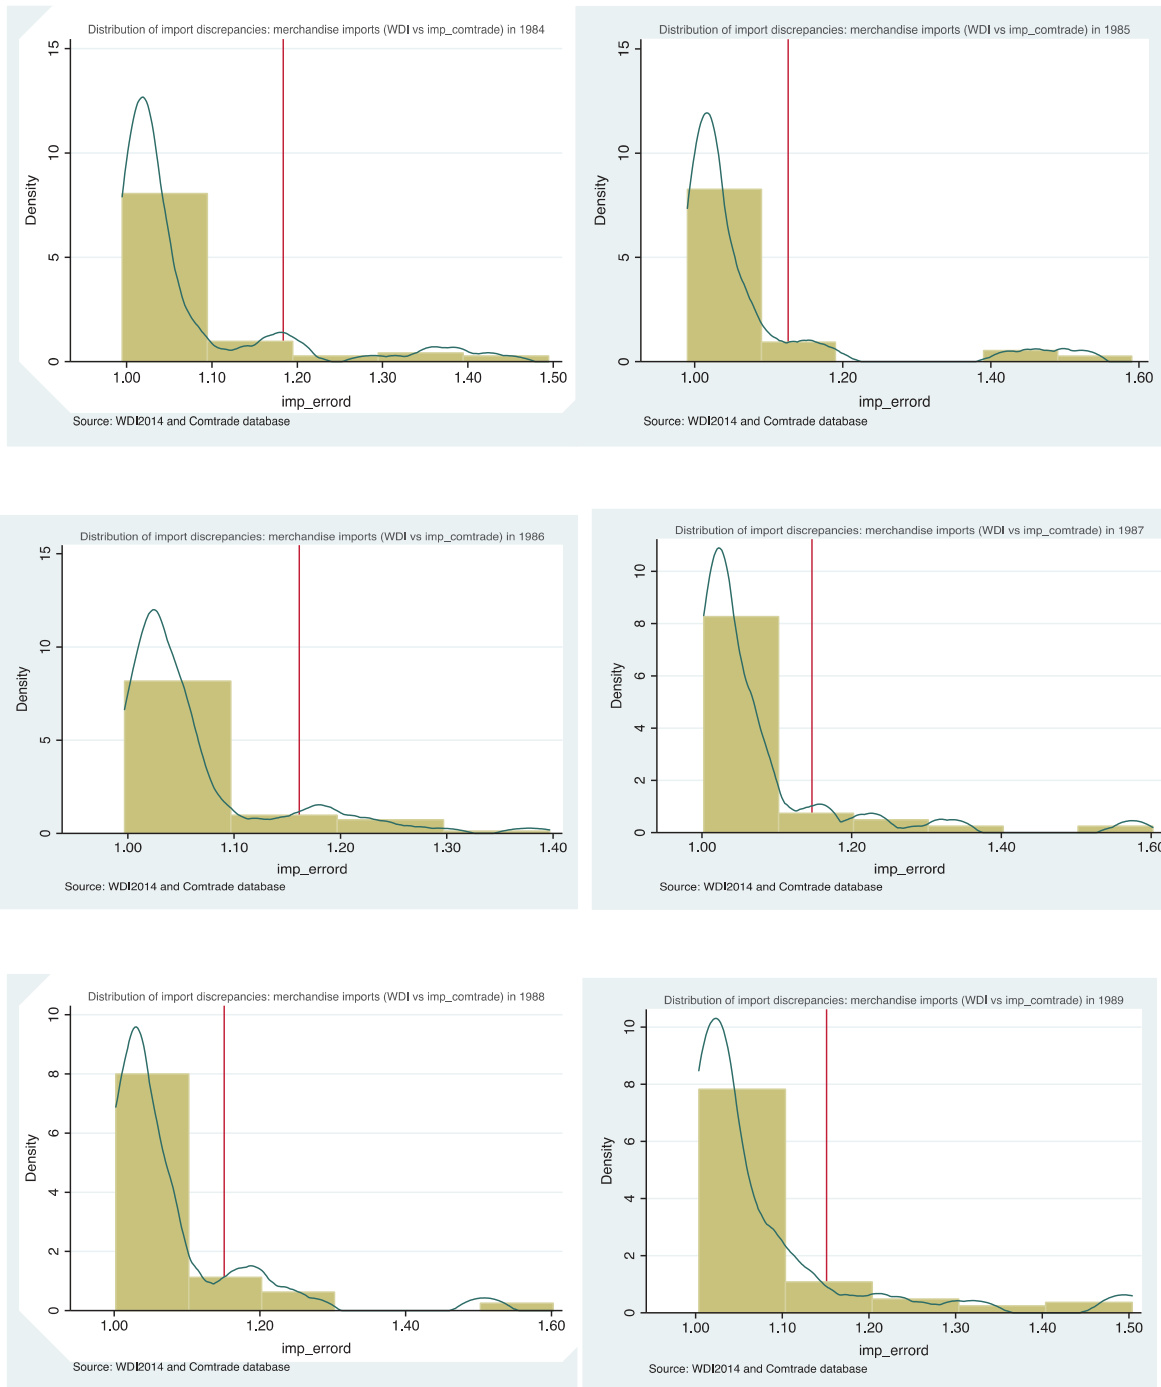 Distribution of import discrepancies: merchandise imports (WDI vs imp_comtrade) in 1984
15
10
5
0
Density
1.00 1.10 1.20 1.30 1.40 1.50
imp_errord
Source: WDI2014 and Comtrade database
Distribution of import discrepancies: merchandise imports (WDI vs imp_comtrade) in 1985
15
10
5
0
Density
1.00 1.20 1.40 1.60
imp_errord
Source: WDI2014 and Comtrade database
Distribution of import discrepancies: merchandise imports (WDI vs imp_comtrade) in 1986
15
10
5
0
Density
1.00 1.10 1.20 1.30 1.40
imp_errord
Source: WDI2014 and Comtrade database
Distribution of import discrepancies: merchandise imports (WDI vs imp_comtrade) in 1987
10
8
6
4
2
0
Density
1.00 1.20 1.40 1.60
imp_errord
Source: WDI2014 and Comtrade database
Distribution of import discrepancies: merchandise imports (WDI vs imp_comtrade) in 1988
10
8
6
4
2
0
Density
1.00 1.20 1.40 1.60
imp_errord
Source: WDI2014 and Comtrade database
Distribution of import discrepancies: merchandise imports (WDI vs imp_comtrade) in 1989
10
8
6
4
2
0
Density
1.00 1.10 1.20 1.30 1.40 1.50
imp_errord
Source: WDI2014 and Comtrade database